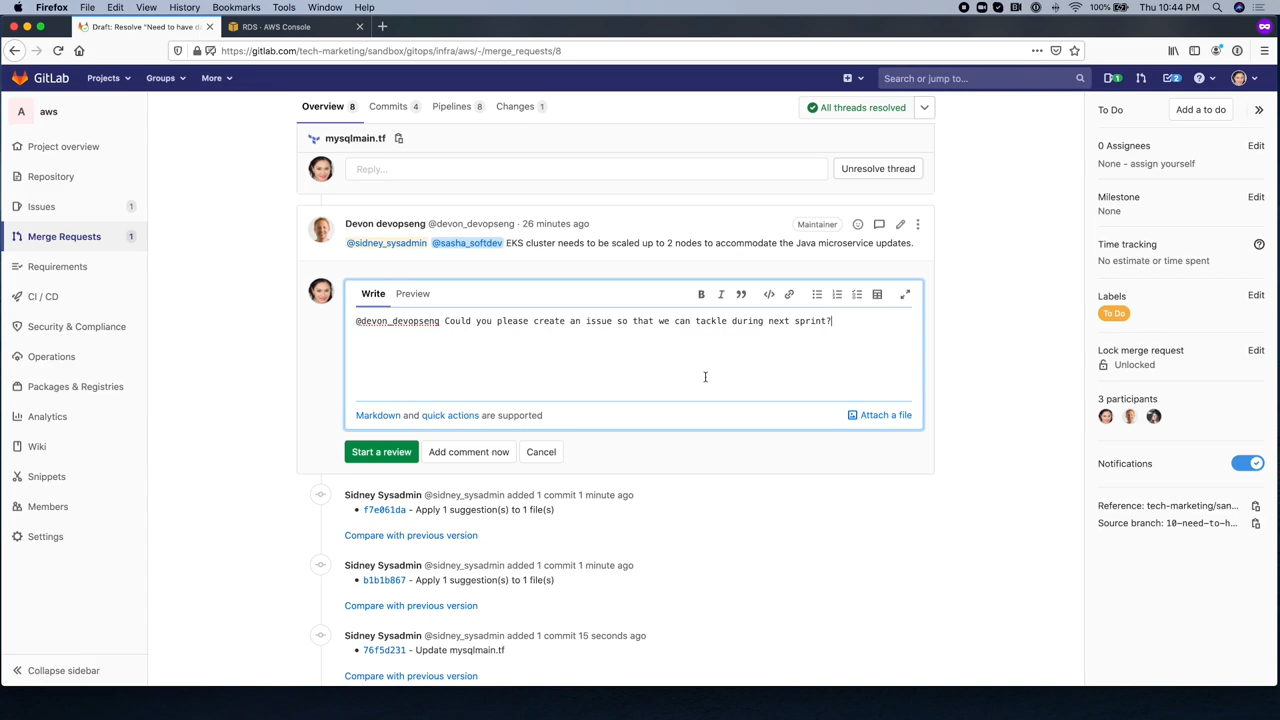 Firefox File Edit View History Bookmarks Tools Window Help
100% Thu 10:44 PM
Draft: Resolve "Need to have da
RDS · AWS Console
https://gitlab.com/tech-marketing/sandbox/gitops/infra/aws/-/merge_requests/8
GitLab Projects Groups More
Search or jump to...
1
2
A aws
Project overview
Repository
Issues 1
Merge Requests 1
Requirements
CI / CD
Security & Compliance
Operations
Packages & Registries
Analytics
Wiki
Snippets
Members
Settings
Collapse sidebar
Overview 8 Commits 4 Pipelines 8 Changes 1
All threads resolved
mysqlmain.tf
Reply...
Unresolve thread
Devon devopseng @devon_devopseng · 26 minutes ago
Maintainer
@sidney_sysadmin @sasha_softdev EKS cluster needs to be scaled up to 2 nodes to accommodate the Java microservice updates.
Write Preview
@devon_devopseng Could you please create an issue so that we can tackle during next sprint?
Markdown and quick actions are supported
Attach a file
Start a review Add comment now Cancel
Sidney Sysadmin @sidney_sysadmin added 1 commit 1 minute ago
• f7e061da - Apply 1 suggestion(s) to 1 file(s)
Compare with previous version
Sidney Sysadmin @sidney_sysadmin added 1 commit 1 minute ago
• b1b1b867 - Apply 1 suggestion(s) to 1 file(s)
Compare with previous version
Sidney Sysadmin @sidney_sysadmin added 1 commit 15 seconds ago
• 76f5d231 - Update mysqlmain.tf
Compare with previous version
To Do Add a to do
0 Assignees Edit
None - assign yourself
Milestone Edit
None
Time tracking
No estimate or time spent
Labels Edit
To Do
Lock merge request Edit
Unlocked
3 participants
Notifications
Reference: tech-marketing/san...
Source branch: 10-need-to-h...